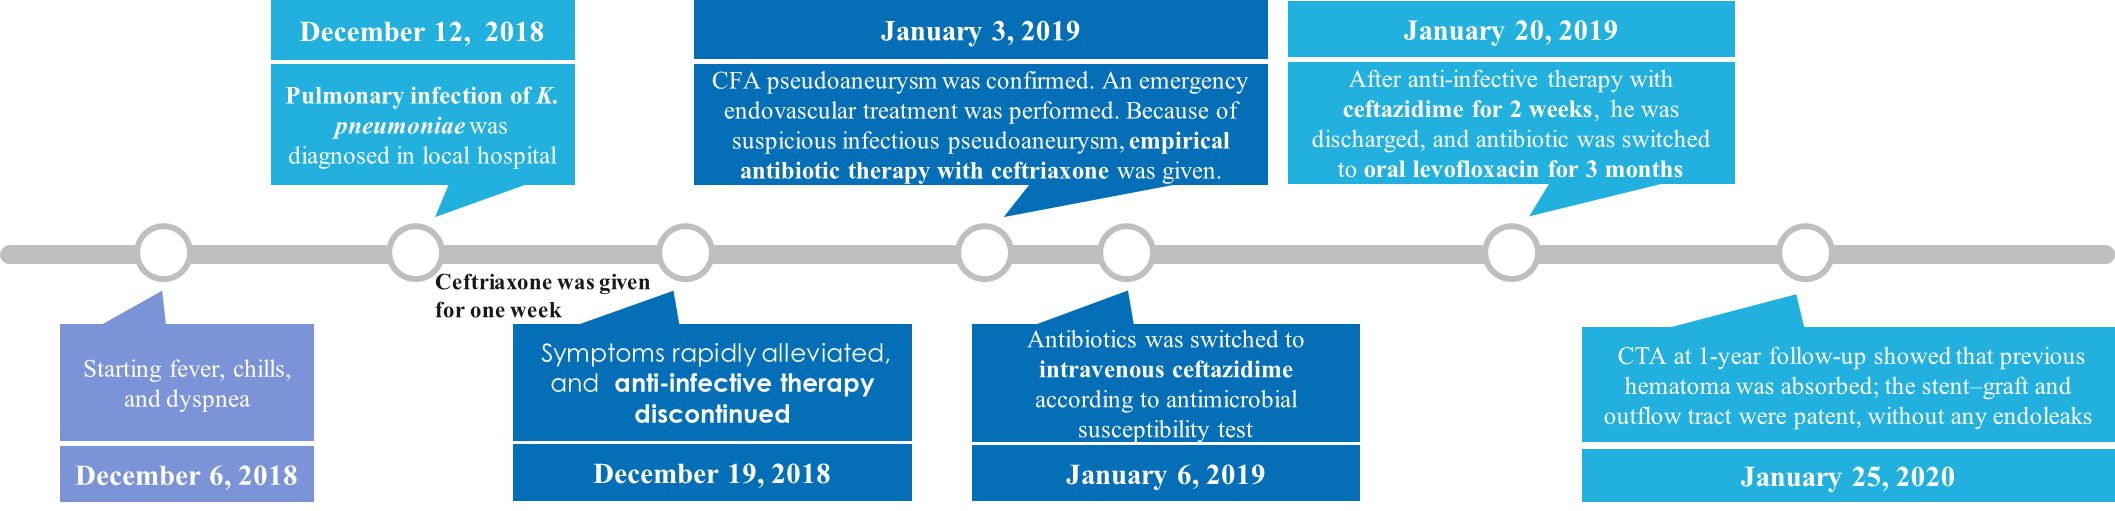 December 12, 2018
Pulmonary infection of K.
pneumoniae was
diagnosed in local hospital
January 3, 2019
CFA pseudoaneurysm was confirmed. An emergency
endovascular treatment was performed. Because of
suspicious infectious pseudoaneurysm, empirical
antibiotic therapy with ceftriaxone was given.
January 20, 2019
After anti-infective therapy with
ceftazidime for 2 weeks, he was
discharged, and antibiotic was switched
to oral levofloxacin for 3 months
Ceftriaxone was given
for one week
Starting fever, chills,
and dyspnea
December 6, 2018
Symptoms rapidly alleviated,
and anti-infective therapy
discontinued
December 19, 2018
Antibiotics was switched to
intravenous ceftazidime
according to antimicrobial
susceptibility test
January 6, 2019
CTA at 1-year follow-up showed that previous
hematoma was absorbed; the stent–graft and
outflow tract were patent, without any endoleaks
January 25, 2020